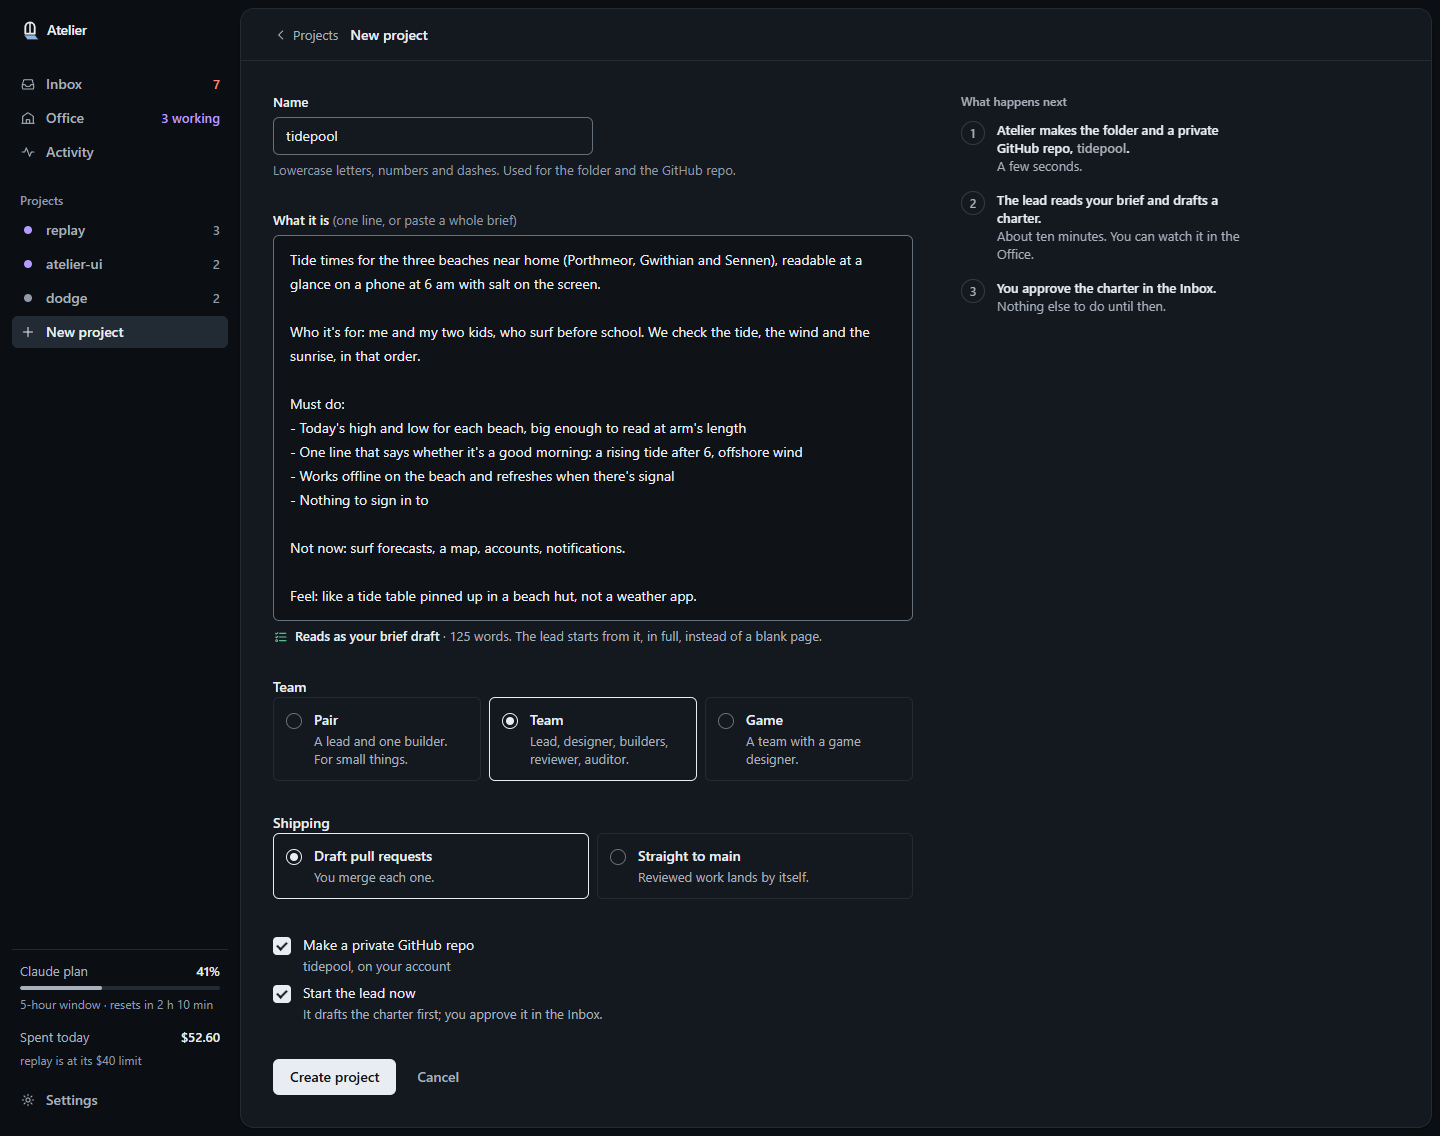 Atelier
Inbox 7
Office 3 working
Activity
Projects
replay 3
atelier-ui 2
dodge 2
New project
Claude plan 41%
5-hour window · resets in 2 h 10 min
Spent today $52.60
replay is at its $40 limit
Settings
Projects New project
Name
tidepool
Lowercase letters, numbers and dashes. Used for the folder and the GitHub repo.
What it is (one line, or paste a whole brief)
Tide times for the three beaches near home (Porthmeor, Gwithian and Sennen), readable at a
glance on a phone at 6 am with salt on the screen.
Who it's for: me and my two kids, who surf before school. We check the tide, the wind and the
sunrise, in that order.
Must do:
- Today's high and low for each beach, big enough to read at arm's length
- One line that says whether it's a good morning: a rising tide after 6, offshore wind
- Works offline on the beach and refreshes when there's signal
- Nothing to sign in to
Not now: surf forecasts, a map, accounts, notifications.
Feel: like a tide table pinned up in a beach hut, not a weather app.
Reads as your brief draft · 125 words. The lead starts from it, in full, instead of a blank page.
Team
Pair
A lead and one builder.
For small things.
Team
Lead, designer, builders,
reviewer, auditor.
Game
A team with a game
designer.
Shipping
Draft pull requests
You merge each one.
Straight to main
Reviewed work lands by itself.
Make a private GitHub repo
tidepool, on your account
Start the lead now
It drafts the charter first; you approve it in the Inbox.
Create project Cancel
What happens next
1 Atelier makes the folder and a private
GitHub repo, tidepool.
A few seconds.
2 The lead reads your brief and drafts a
charter.
About ten minutes. You can watch it in the
Office.
3 You approve the charter in the Inbox.
Nothing else to do until then.